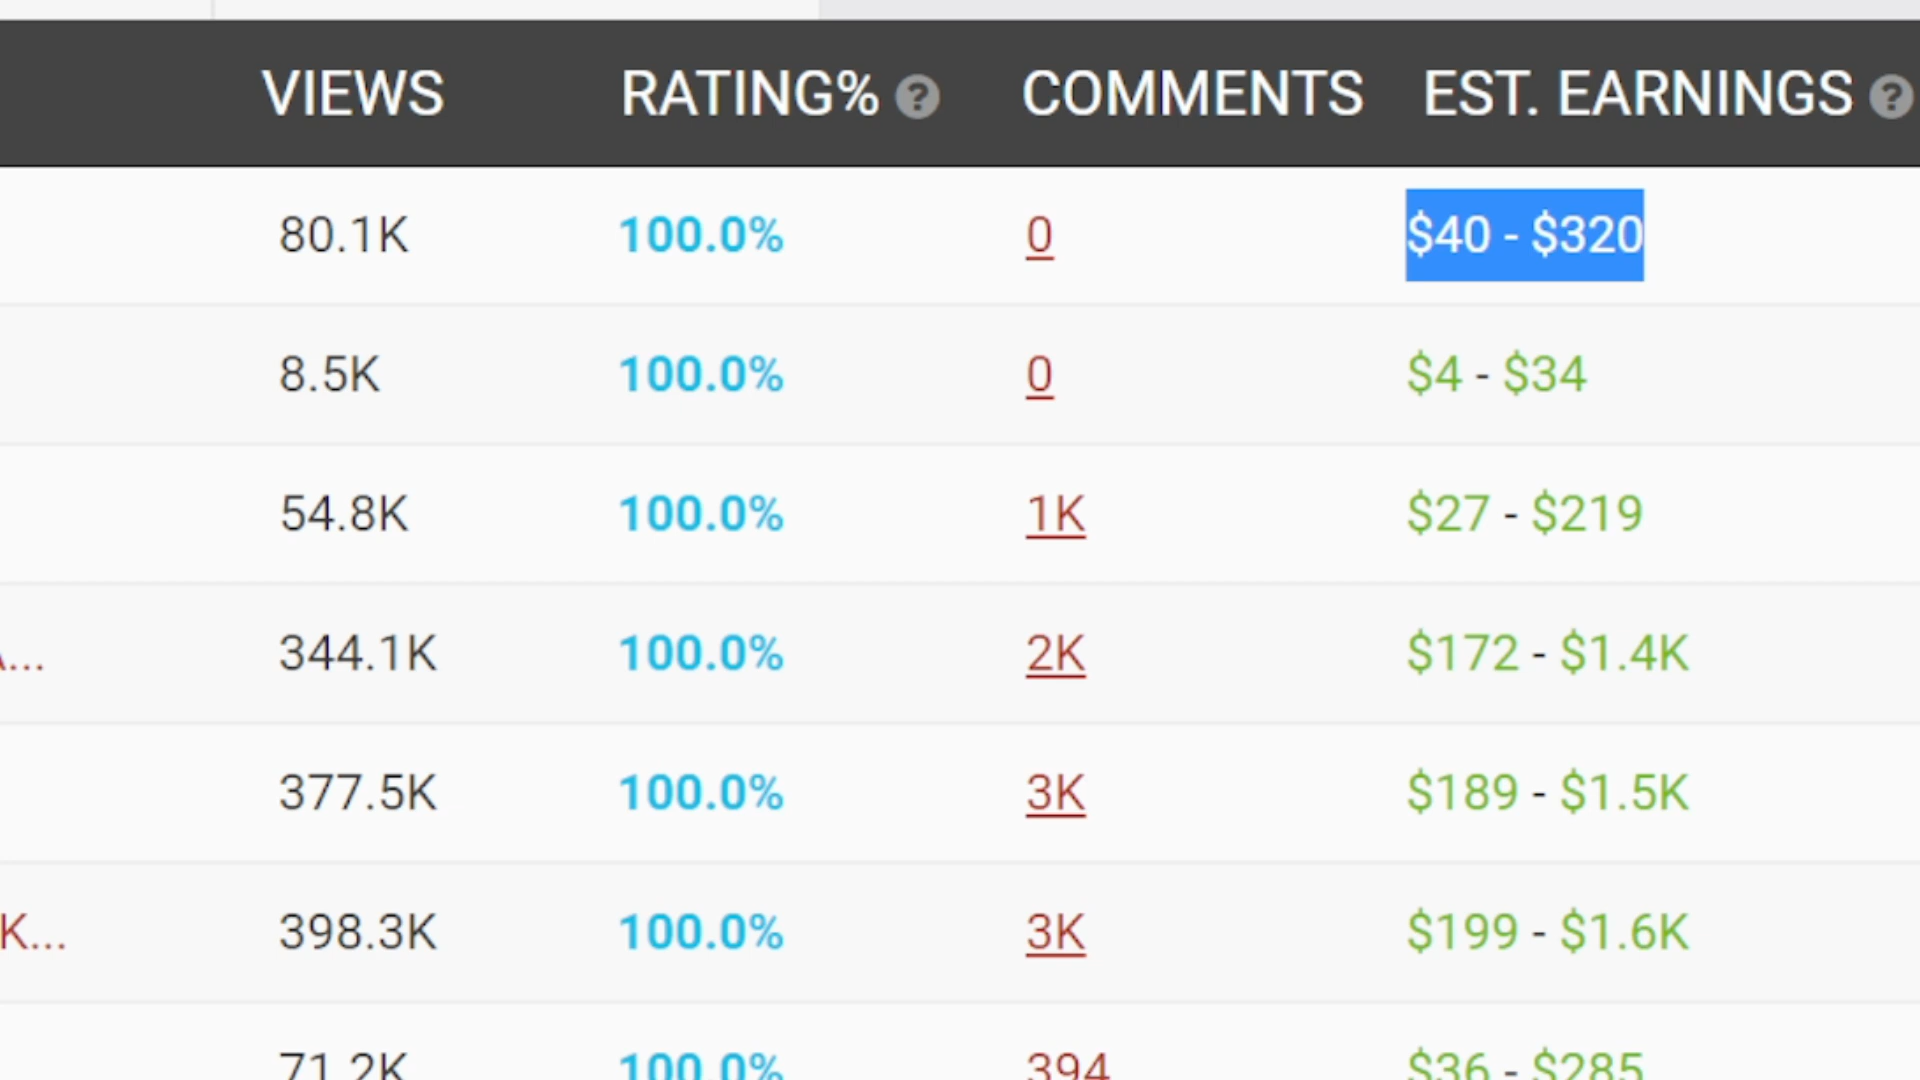 VIEWS RATING% ? COMMENTS EST. EARNINGS ?
80.1K 100.0% 0 $40 - $320
8.5K 100.0% 0 $4 - $34
54.8K 100.0% 1K $27 - $219
... 344.1K 100.0% 2K $172 - $1.4K
377.5K 100.0% 3K $189 - $1.5K
K... 398.3K 100.0% 3K $199 - $1.6K
71.2K 100.0% 394 $36 - $285